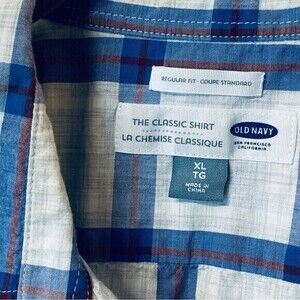 REGULAR FIT · COUPE STANDARD
THE CLASSIC SHIRT
LA CHEMISE CLASSIQUE
OLD NAVY
SAN FRANCISCO
CALIFORNIA
XL
TG
MADE IN
CHINA